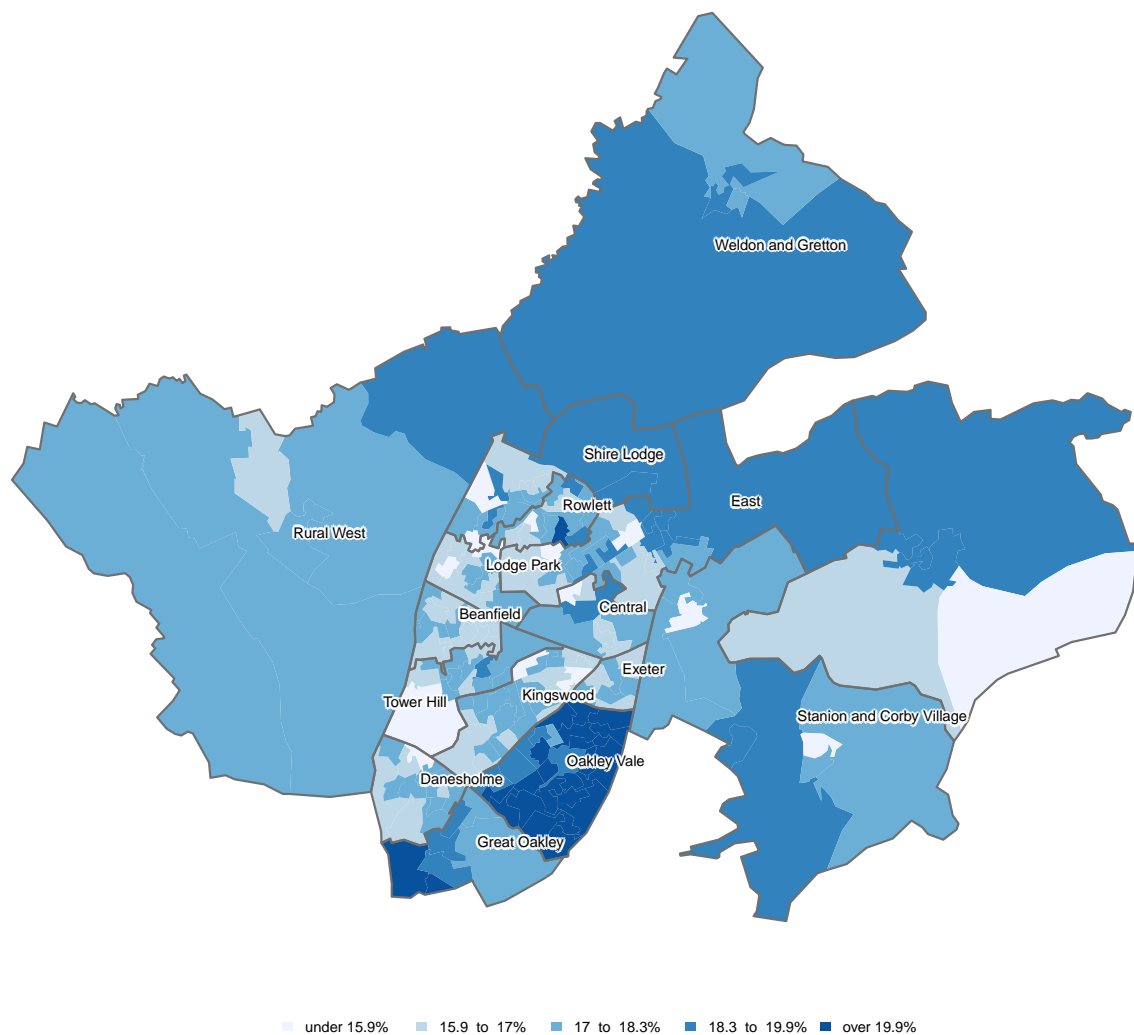 Weldon and Gretton
Shire Lodge
East
Rowlett
Rural West
Lodge Park
Central
Beanfield
Exeter
Kingswood
Tower Hill
Stanion and Corby Village
Oakley Vale
Danesholme
Great Oakley
under 15.9% 15.9 to 17% 17 to 18.3% 18.3 to 19.9% over 19.9%